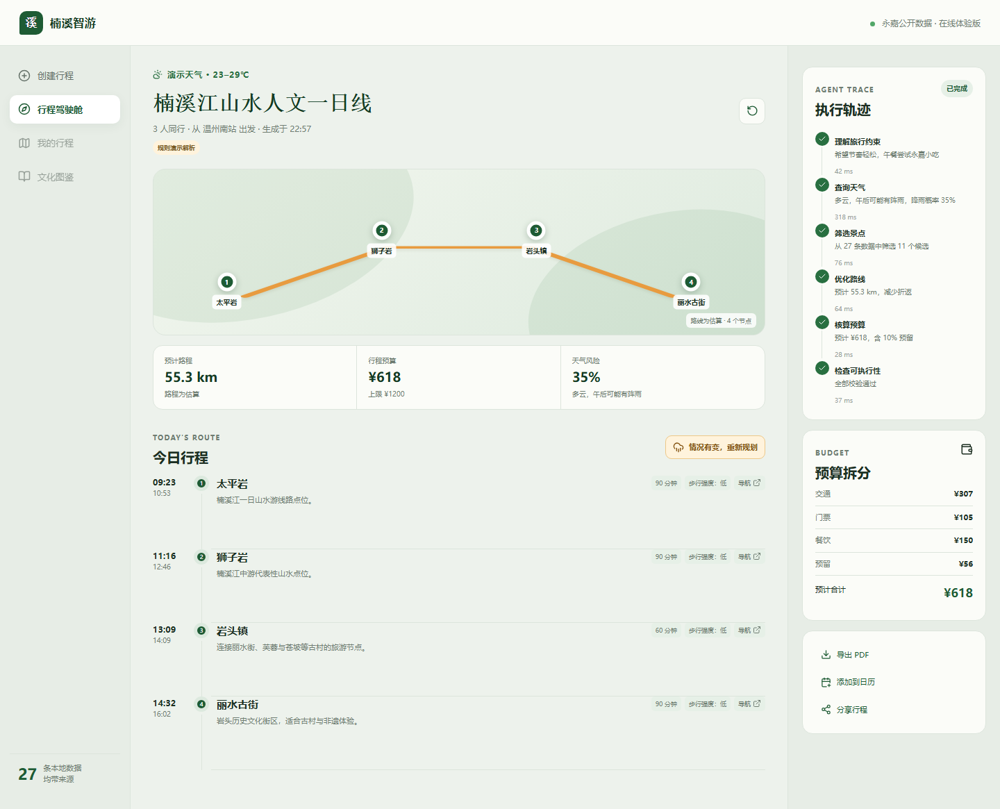 溪 楠溪智游
永嘉公开数据 · 在线体验版
创建行程
行程驾驶舱
我的行程
文化图鉴
27 条本地数据
均带来源
演示天气 • 23–29℃
楠溪江山水人文一日线
3 人同行 · 从 温州南站 出发 · 生成于 22:57
规则演示解析
1
太平岩
2
狮子岩
3
岩头镇
4
丽水古街
路线为估算 · 4 个节点
预计路程
55.3 km
路程为估算
行程预算
¥618
上限 ¥1200
天气风险
35%
多云，午后可能有阵雨
TODAY'S ROUTE
今日行程
情况有变，重新规划
09:23
10:53
1
太平岩
楠溪江一日山水游线路点位。
90 分钟 步行强度：低 导航
11:16
12:46
2
狮子岩
楠溪江中游代表性山水点位。
90 分钟 步行强度：低 导航
13:09
14:09
3
岩头镇
连接丽水街、芙蓉与苍坡等古村的旅游节点。
60 分钟 步行强度：低 导航
14:32
16:02
4
丽水古街
岩头历史文化街区，适合古村与非遗体验。
90 分钟 步行强度：低 导航
AGENT TRACE
执行轨迹
已完成
理解旅行约束
希望节奏轻松，午餐尝试永嘉小吃
42 ms
查询天气
多云，午后可能有阵雨，降雨概率 35%
318 ms
筛选景点
从 27 条数据中筛选 11 个候选
76 ms
优化路线
预计 55.3 km，减少折返
64 ms
核算预算
预计 ¥618，含 10% 预留
28 ms
检查可执行性
全部校验通过
37 ms
BUDGET
预算拆分
交通 ¥307
门票 ¥105
餐饮 ¥150
预留 ¥56
预计合计 ¥618
导出 PDF
添加到日历
分享行程